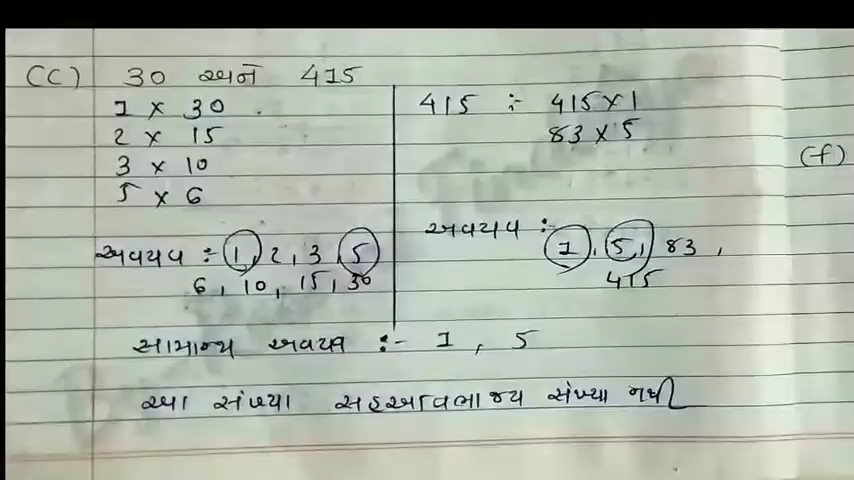 (c) 30 અને 415
1 x 30
2 x 15
3 x 10
5 x 6
અવયવ :- 1, 2, 3, 5
6, 10, 15, 30
415 :- 415 x 1
83 x 5
અવયવ :- 1, 5, 83,
415
સામાન્ય અવયવ :- 1, 5
આ સંખ્યા સહઅવિભાજ્ય સંખ્યા નથી
(f)